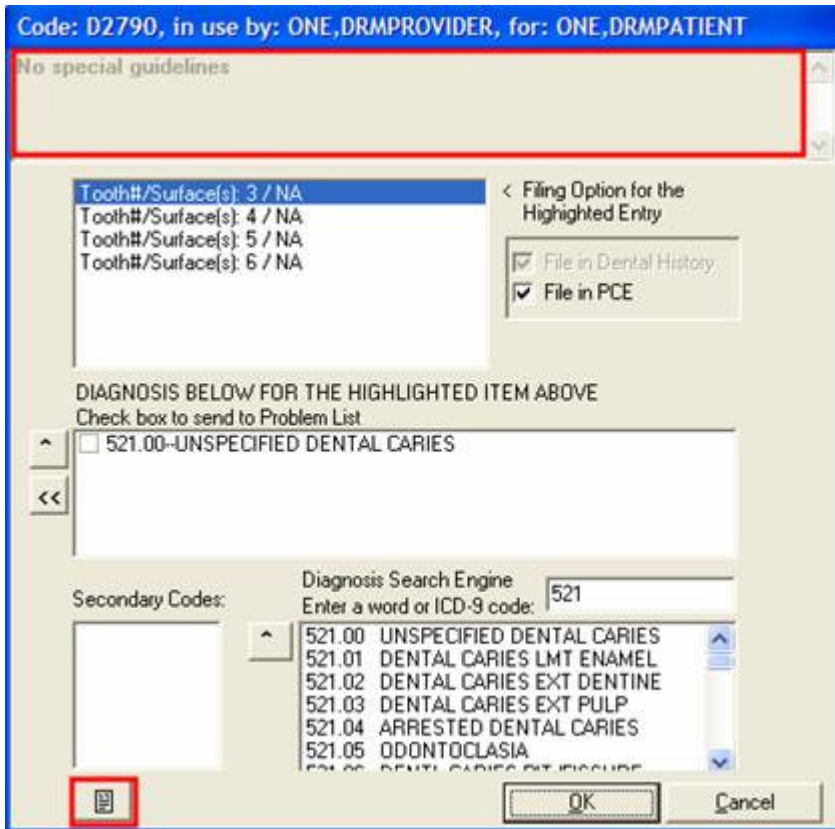 Code: D2790, in use by: ONE,DRMPROVIDER, for: ONE,DRMPATIENT
No special guidelines
Tooth#/Surface(s): 3 / NA
Tooth#/Surface(s): 4 / NA
Tooth#/Surface(s): 5 / NA
Tooth#/Surface(s): 6 / NA
< Filing Option for the
Highighted Entry
File in Dental History
File in PCE
DIAGNOSIS BELOW FOR THE HIGHLIGHTED ITEM ABOVE
Check box to send to Problem List
^
521.00--UNSPECIFIED DENTAL CARIES
<<
Secondary Codes:
Diagnosis Search Engine
Enter a word or ICD-9 code:
521
^
521.00 UNSPECIFIED DENTAL CARIES
521.01 DENTAL CARIES LMT ENAMEL
521.02 DENTAL CARIES EXT DENTINE
521.03 DENTAL CARIES EXT PULP
521.04 ARRESTED DENTAL CARIES
521.05 ODONTOCLASIA
OK
Cancel